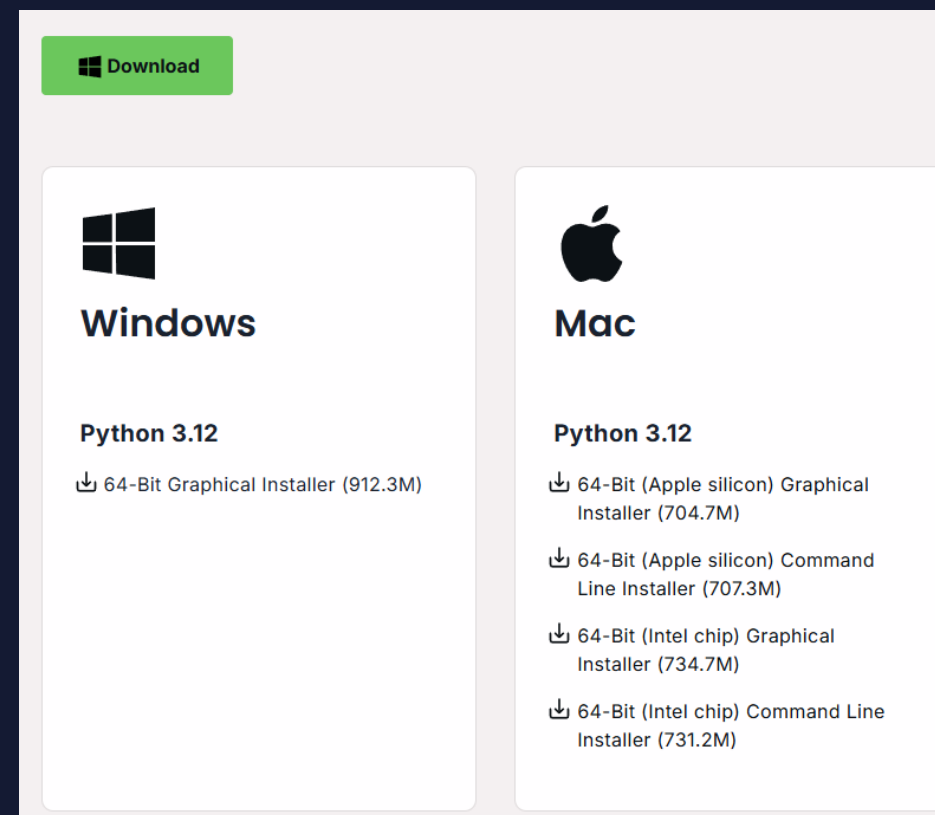 Download
Windows
Python 3.12
64-Bit Graphical Installer (912.3M)
Mac
Python 3.12
64-Bit (Apple silicon) Graphical
Installer (704.7M)
64-Bit (Apple silicon) Command
Line Installer (707.3M)
64-Bit (Intel chip) Graphical
Installer (734.7M)
64-Bit (Intel chip) Command Line
Installer (731.2M)